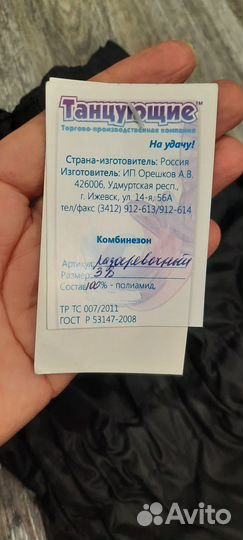 Танцующие™
Торгово-производственная компания
На удачу!
Страна-изготовитель: Россия
Изготовитель: ИП Орешков А.В.
426006, Удмуртская респ.,
г. Ижевск, ул. 14-я, 56А
тел/факс (3412) 912-613/912-614
Комбинезон
Артикул:
Размер:
Состав: 100% - полиамид,
ТР ТС 007/2011
ГОСТ Р 53147-2008
Avito